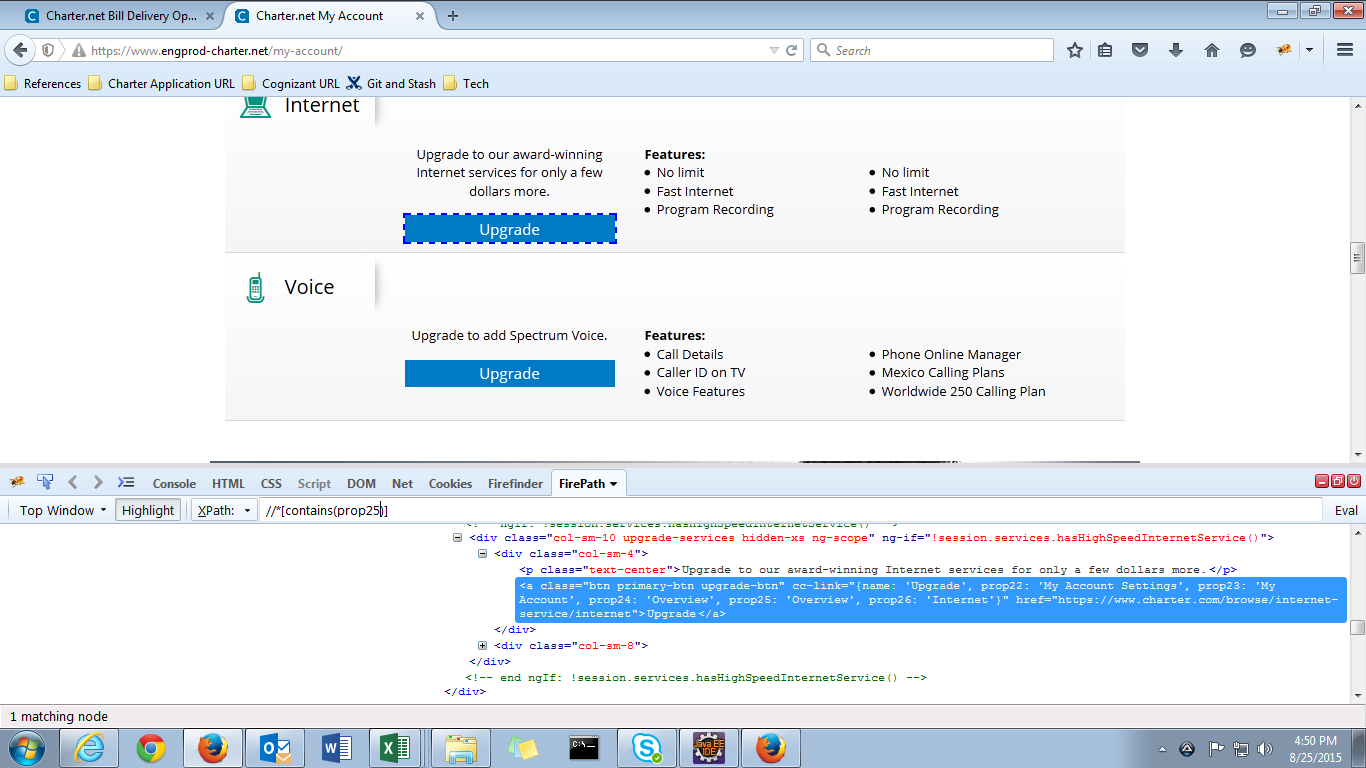 Charter.net Bill Delivery Op...
Charter.net My Account
https://www.engprod-charter.net/my-account/
Search
References
Charter Application URL
Cognizant URL
Git and Stash
Tech
Internet
Upgrade to our award-winning
Internet services for only a few
dollars more.
Upgrade
Features:
No limit
Fast Internet
Program Recording
No limit
Fast Internet
Program Recording
Voice
Upgrade to add Spectrum Voice.
Upgrade
Features:
Call Details
Caller ID on TV
Voice Features
Phone Online Manager
Mexico Calling Plans
Worldwide 250 Calling Plan
Console HTML CSS Script DOM Net Cookies Firefinder FirePath
Top Window Highlight XPath: //*[contains(prop25)] Eval
<!-- ngIf: !session.services.hasHighSpeedInternetService() -->
<div class="col-sm-10 upgrade-services hidden-xs ng-scope" ng-if="!session.services.hasHighSpeedInternetService()">
<div class="col-sm-4">
<p class="text-center">Upgrade to our award-winning Internet services for only a few dollars more.</p>
<a class="btn primary-btn upgrade-btn" cc-link="{name: 'Upgrade', prop22: 'My Account Settings', prop23: 'My
Account', prop24: 'Overview', prop25: 'Overview', prop26: 'Internet'}" href="https://www.charter.com/browse/internet-
service/internet">Upgrade</a>
</div>
<div class="col-sm-8">
</div>
<!-- end ngIf: !session.services.hasHighSpeedInternetService() -->
</div>
1 matching node
Java EE
IDE
4:50 PM
8/25/2015